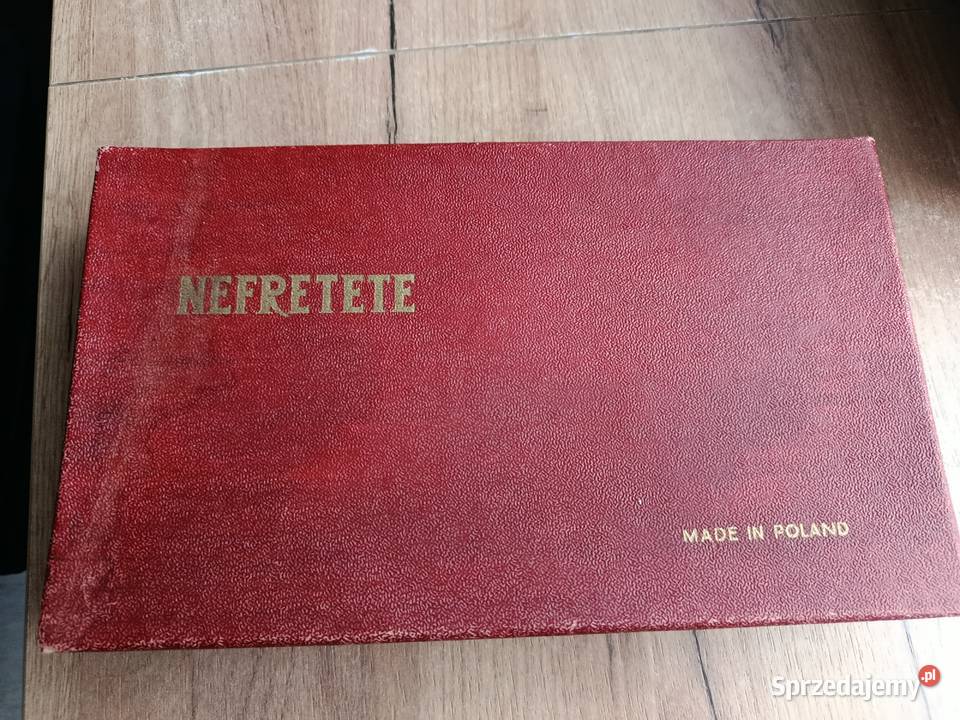 NEFRETETE
MADE IN POLAND
Sprzedajemy.pl